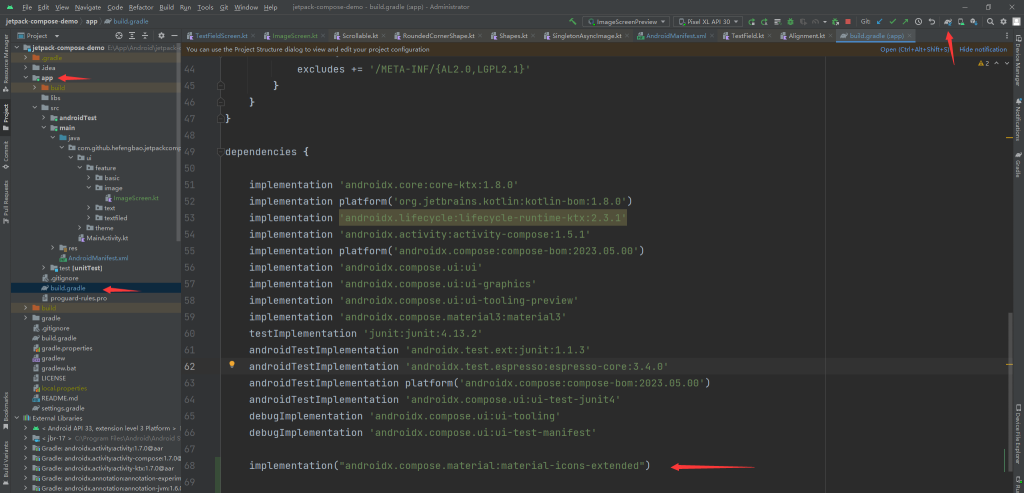 File Edit View Navigate Code Refactor Build Run Tools Git Window Help jetpack-compose-demo - build.gradle (:app) - Administrator
jetpack-compose-demo app build.gradle
ImageScreenPreview Pixel XL API 30 Git:
Project
TextFieldScreen.kt ImageScreen.kt Scrollable.kt RoundedCornerShape.kt Shapes.kt SingletonAsyncImage.kt AndroidManifest.xml TextField.kt Alignment.kt build.gradle (:app)
You can use the Project Structure dialog to view and edit your project configuration Open (Ctrl+Alt+Shift+S) Hide notification
Resource Manager
Project
Commit
Pull Requests
Bookmarks
Build Variants
jetpack-compose-demo
.gradle
.idea
app
build
libs
src
androidTest
main
java
com.github.hefengbao.jetpackcomp
ui
feature
basic
image
ImageScreen.kt
text
textfiled
theme
MainActivity.kt
res
AndroidManifest.xml
test [unitTest]
.gitignore
build.gradle
proguard-rules.pro
build
gradle
.gitignore
build.gradle
gradle.properties
gradlew
gradlew.bat
LICENSE
local.properties
README.md
settings.gradle
External Libraries
< Android API 33, extension level 3 Platform >
< jbr-17 > C:\Program Files\Android\Android S
Gradle: androidx.activity:activity:1.7.0@aar
Gradle: androidx.activity:activity-compose:1.7.0@
Gradle: androidx.activity:activity-ktx:1.7.0@aar
Gradle: androidx.annotation:annotation-experim
Gradle: androidx.annotation:annotation-jvm:1.6.
2
44 excludes += '/META-INF/{AL2.0,LGPL2.1}'
45 }
46 }
47 }
48
49 dependencies {
50
51 implementation 'androidx.core:core-ktx:1.8.0'
52 implementation platform('org.jetbrains.kotlin:kotlin-bom:1.8.0')
53 implementation 'androidx.lifecycle:lifecycle-runtime-ktx:2.3.1'
54 implementation 'androidx.activity:activity-compose:1.5.1'
55 implementation platform('androidx.compose:compose-bom:2023.05.00')
56 implementation 'androidx.compose.ui:ui'
57 implementation 'androidx.compose.ui:ui-graphics'
58 implementation 'androidx.compose.ui:ui-tooling-preview'
59 implementation 'androidx.compose.material3:material3'
60 testImplementation 'junit:junit:4.13.2'
61 androidTestImplementation 'androidx.test.ext:junit:1.1.3'
62 androidTestImplementation 'androidx.test.espresso:espresso-core:3.4.0'
63 androidTestImplementation platform('androidx.compose:compose-bom:2023.05.00')
64 androidTestImplementation 'androidx.compose.ui:ui-test-junit4'
65 debugImplementation 'androidx.compose.ui:ui-tooling'
66 debugImplementation 'androidx.compose.ui:ui-test-manifest'
67
68 implementation("androidx.compose.material:material-icons-extended")
69
Device Manager
Notifications
Gradle
Device File Explorer